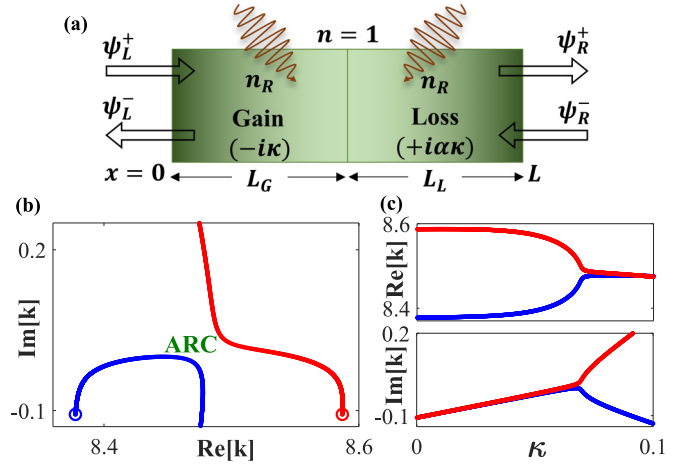 (a)
n = 1
ψ_L^+ n_R n_R ψ_R^+
ψ_L^- Gain Loss ψ_R^-
(−iκ) (+iακ)
x = 0 L_G L_L L
(b)
0.2
Im[k]
ARC
-0.1
8.4 Re[k] 8.6
(c)
8.6
Re[k]
8.4
0.2
Im[k]
-0.1
0 κ 0.1